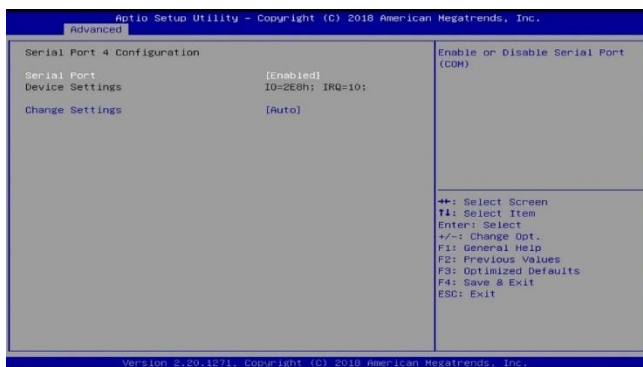 Aptio Setup Utility – Copyright (C) 2018 American Megatrends, Inc.
Advanced
Serial Port 4 Configuration
Serial Port [Enabled]
Device Settings IO=2E8h; IRQ=10;
Change Settings [Auto]
Enable or Disable Serial Port
(COM)
→←: Select Screen
↑↓: Select Item
Enter: Select
+/-: Change Opt.
F1: General Help
F2: Previous Values
F3: Optimized Defaults
F4: Save & Exit
ESC: Exit
Version 2.20.1271. Copyright (C) 2018 American Megatrends, Inc.